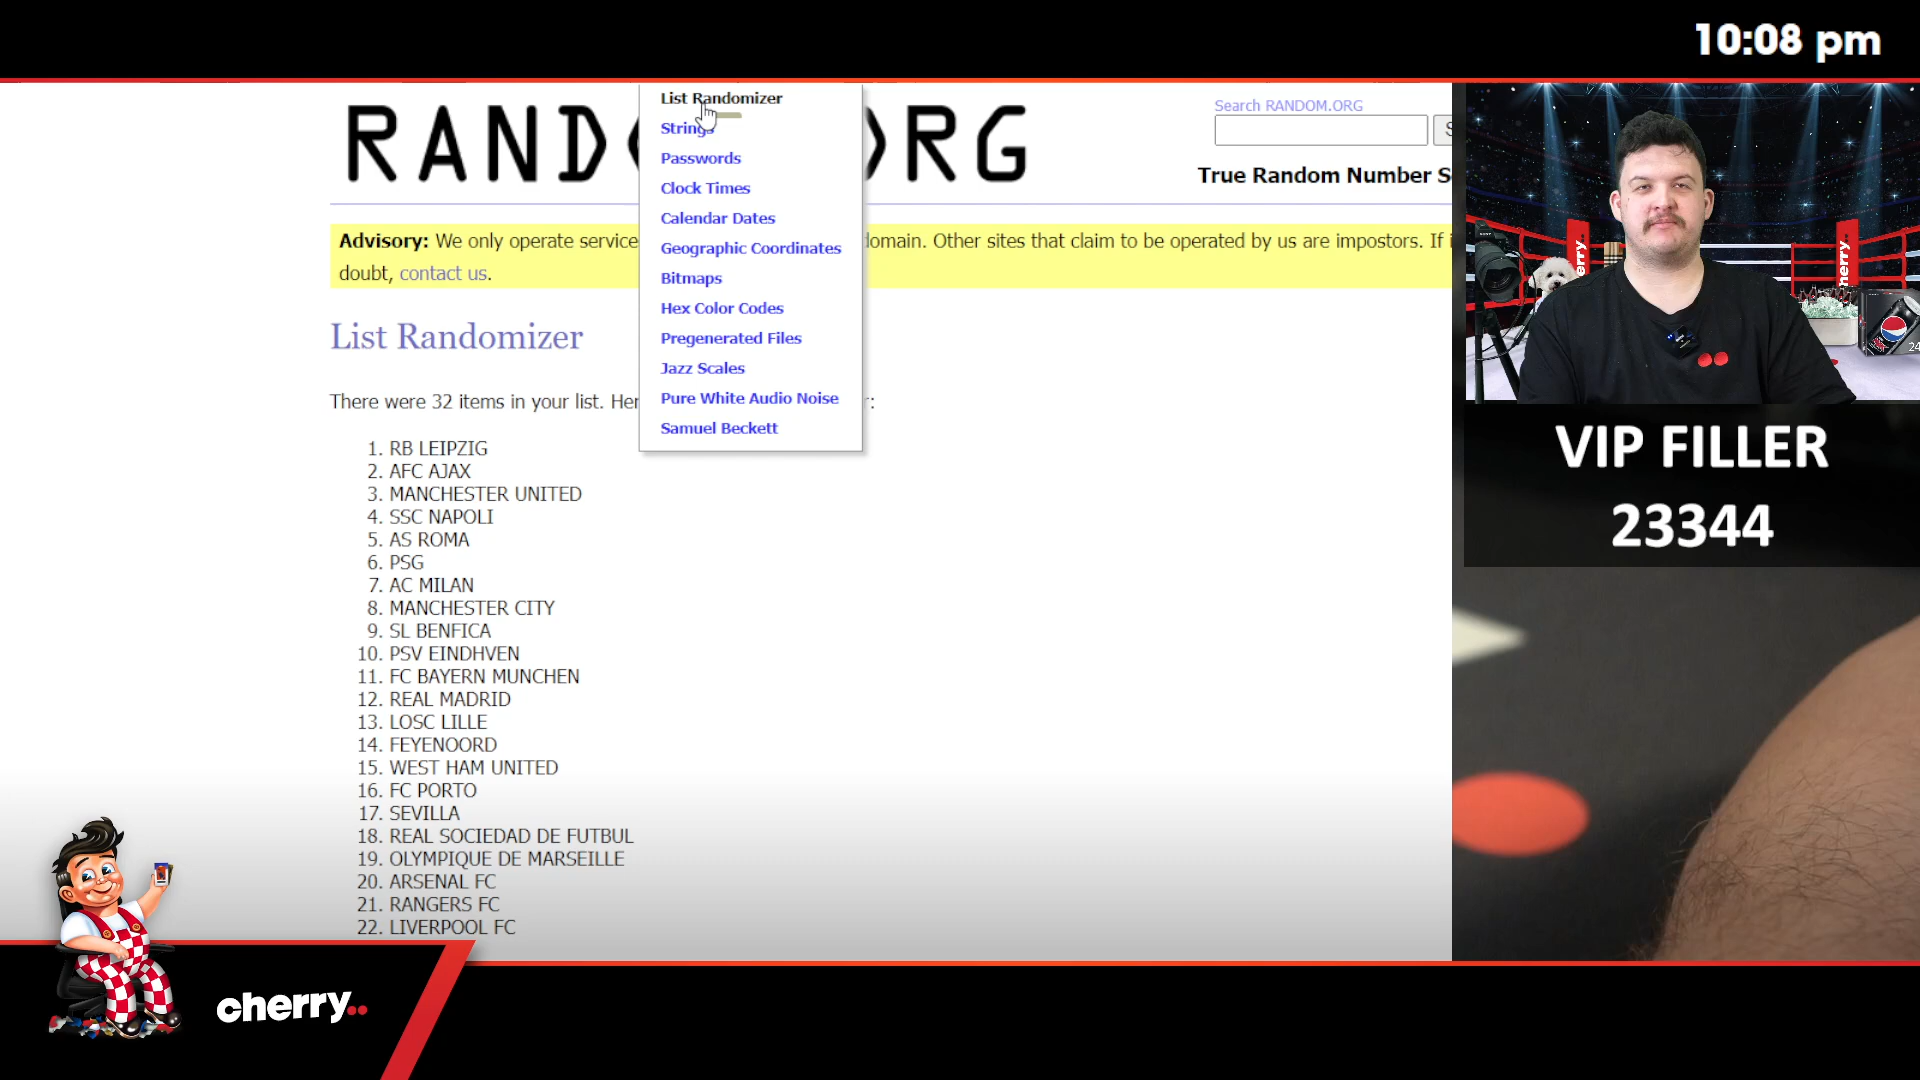 10:08 pm
RAND
RG
List Randomizer
Strings
Passwords
Clock Times
Calendar Dates
Geographic Coordinates
Bitmaps
Hex Color Codes
Pregenerated Files
Jazz Scales
Pure White Audio Noise
Samuel Beckett
Search RANDOM.ORG
S
True Random Number S
Advisory: We only operate service
domain. Other sites that claim to be operated by us are impostors. If i
doubt, contact us.
List Randomizer
There were 32 items in your list. Her
r:
1. RB LEIPZIG
2. AFC AJAX
3. MANCHESTER UNITED
4. SSC NAPOLI
5. AS ROMA
6. PSG
7. AC MILAN
8. MANCHESTER CITY
9. SL BENFICA
10. PSV EINDHVEN
11. FC BAYERN MUNCHEN
12. REAL MADRID
13. LOSC LILLE
14. FEYENOORD
15. WEST HAM UNITED
16. FC PORTO
17. SEVILLA
18. REAL SOCIEDAD DE FUTBUL
19. OLYMPIQUE DE MARSEILLE
20. ARSENAL FC
21. RANGERS FC
22. LIVERPOOL FC
erry..
herry..
24
VIP FILLER
23344
cherry..